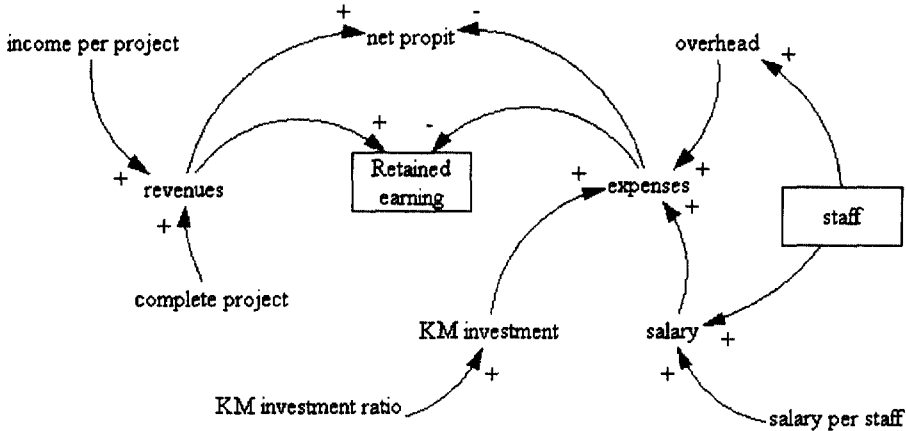 +
-
income per project
net propit
overhead
+
+
-
+
Retained
earning
+
revenues
+
+
expenses
+
+
staff
complete project
KM investment
salary
+
+
+
KM investment ratio
salary per staff